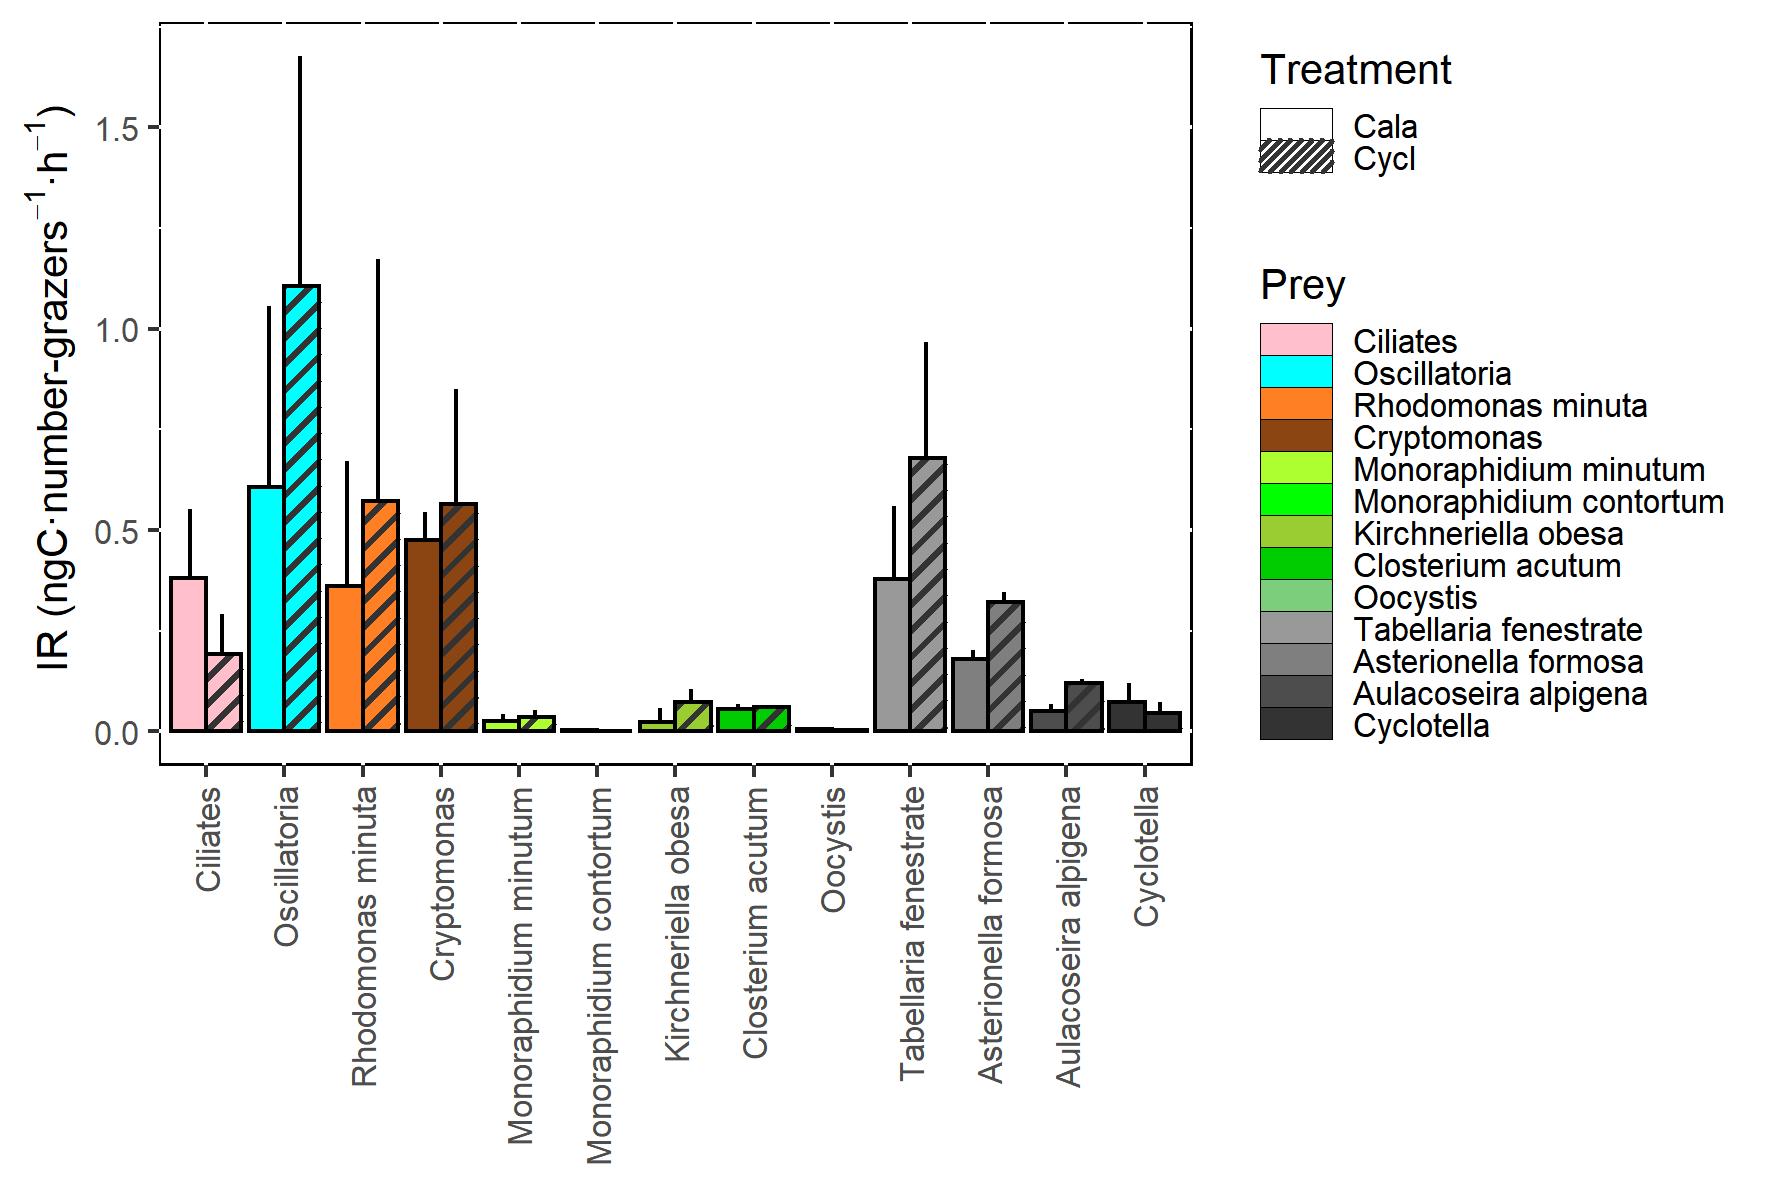 IR (ngC·number-grazers⁻¹·h⁻¹)
1.5
1.0
0.5
0.0
Ciliates
Oscillatoria
Rhodomonas minuta
Cryptomonas
Monoraphidium minutum
Monoraphidium contortum
Kirchneriella obesa
Closterium acutum
Oocystis
Tabellaria fenestrate
Asterionella formosa
Aulacoseira alpigena
Cyclotella
Treatment
Cala
Cycl
Prey
Ciliates
Oscillatoria
Rhodomonas minuta
Cryptomonas
Monoraphidium minutum
Monoraphidium contortum
Kirchneriella obesa
Closterium acutum
Oocystis
Tabellaria fenestrate
Asterionella formosa
Aulacoseira alpigena
Cyclotella